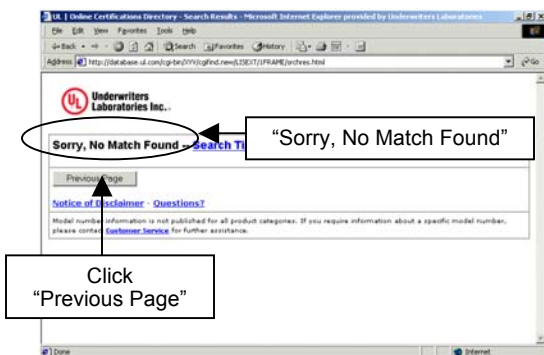 UL | Online Certifications Directory - Search Results - Microsoft Internet Explorer provided by Underwriters Laboratories
File Edit View Favorites Tools Help
Back Search Favorites History
Address http://database.ul.com/cgi-bin/XYV/cgifind.new/LISEXT/1FRAME/srchres.html Go
UL Underwriters
Laboratories Inc.
Sorry, No Match Found -- Search Ti
"Sorry, No Match Found"
Previous Page
Notice of Disclaimer - Questions?
Model number information is not published for all product categories. If you require information about a specific model number,
please contact Customer Service for further assistance.
Click
"Previous Page"
Done Internet